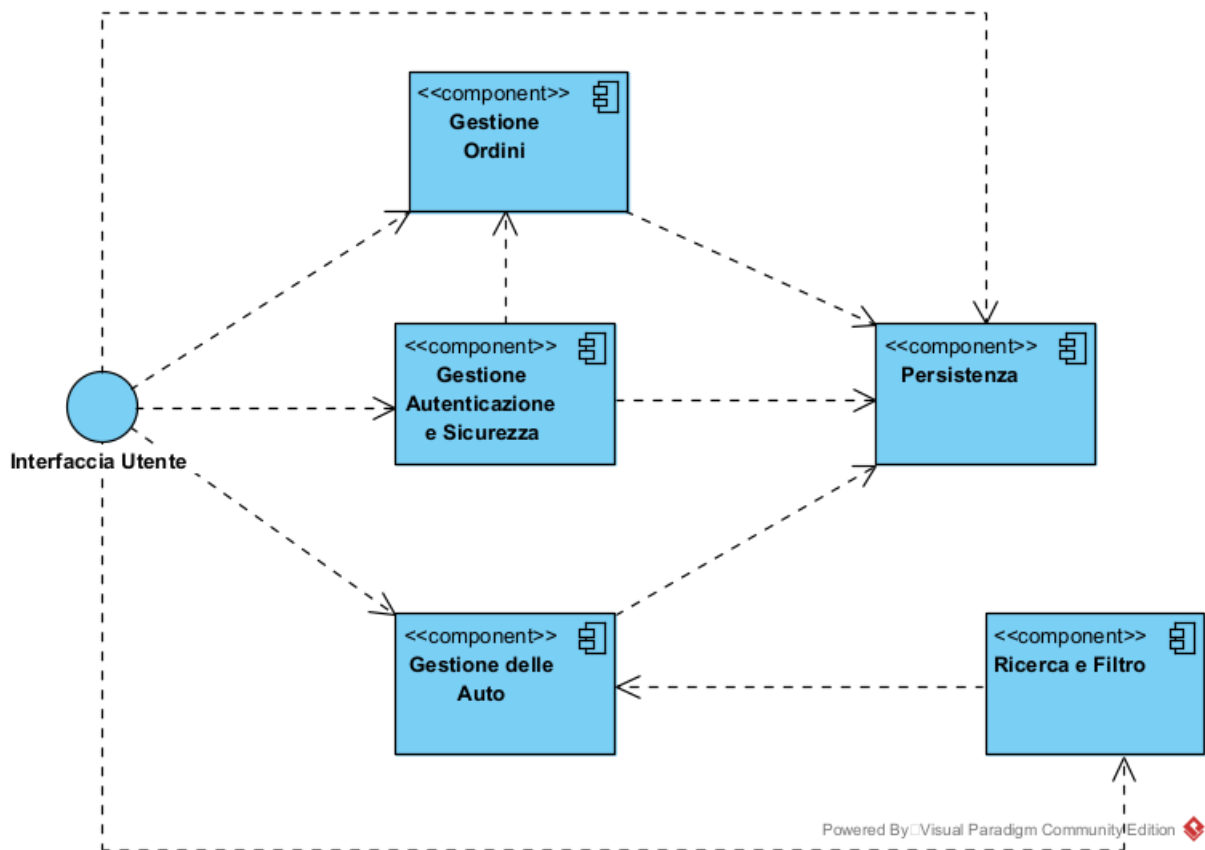 <<component>>
Gestione
Ordini
<<component>>
Gestione
Autenticazione
e Sicurezza
<<component>>
Persistenza
Interfaccia Utente
<<component>>
Gestione delle
Auto
<<component>>
Ricerca e Filtro
Powered By Visual Paradigm Community Edition